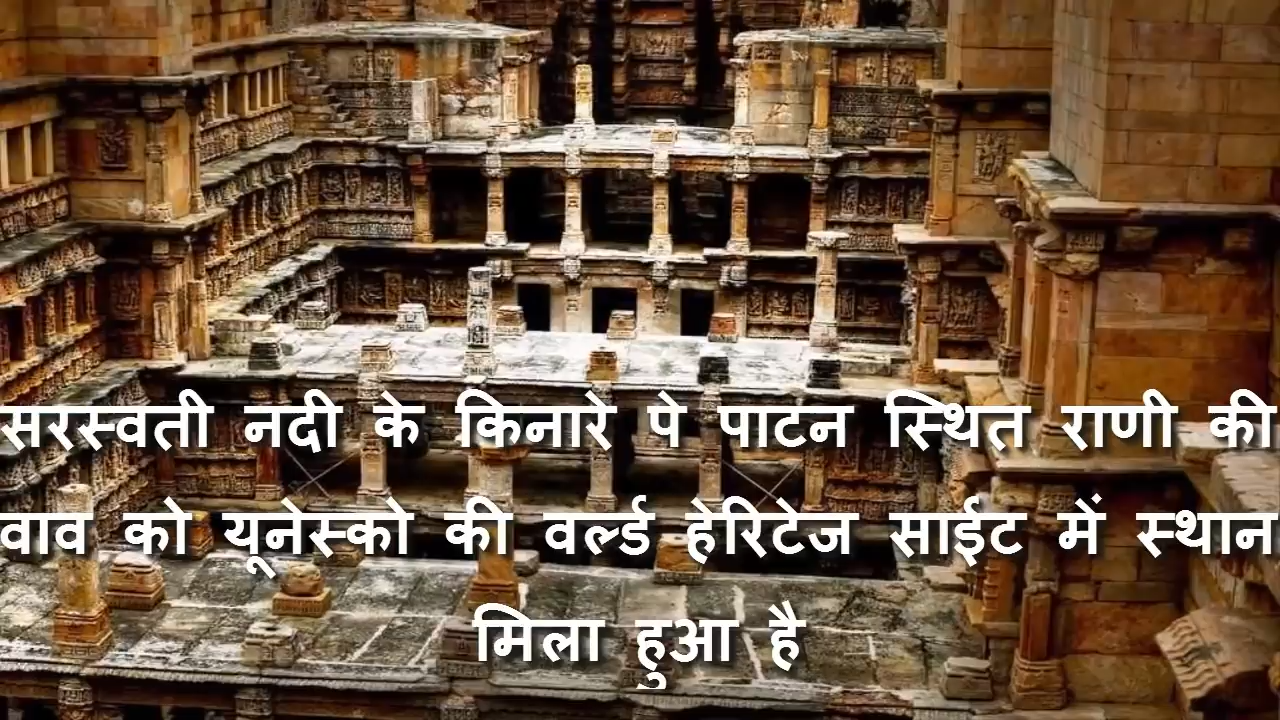 सरस्वती नदी के किनारे पे पाटन स्थित राणी की
वाव को यूनेस्को की वर्ल्ड हेरिटेज साईट में स्थान
मिला हुआ है